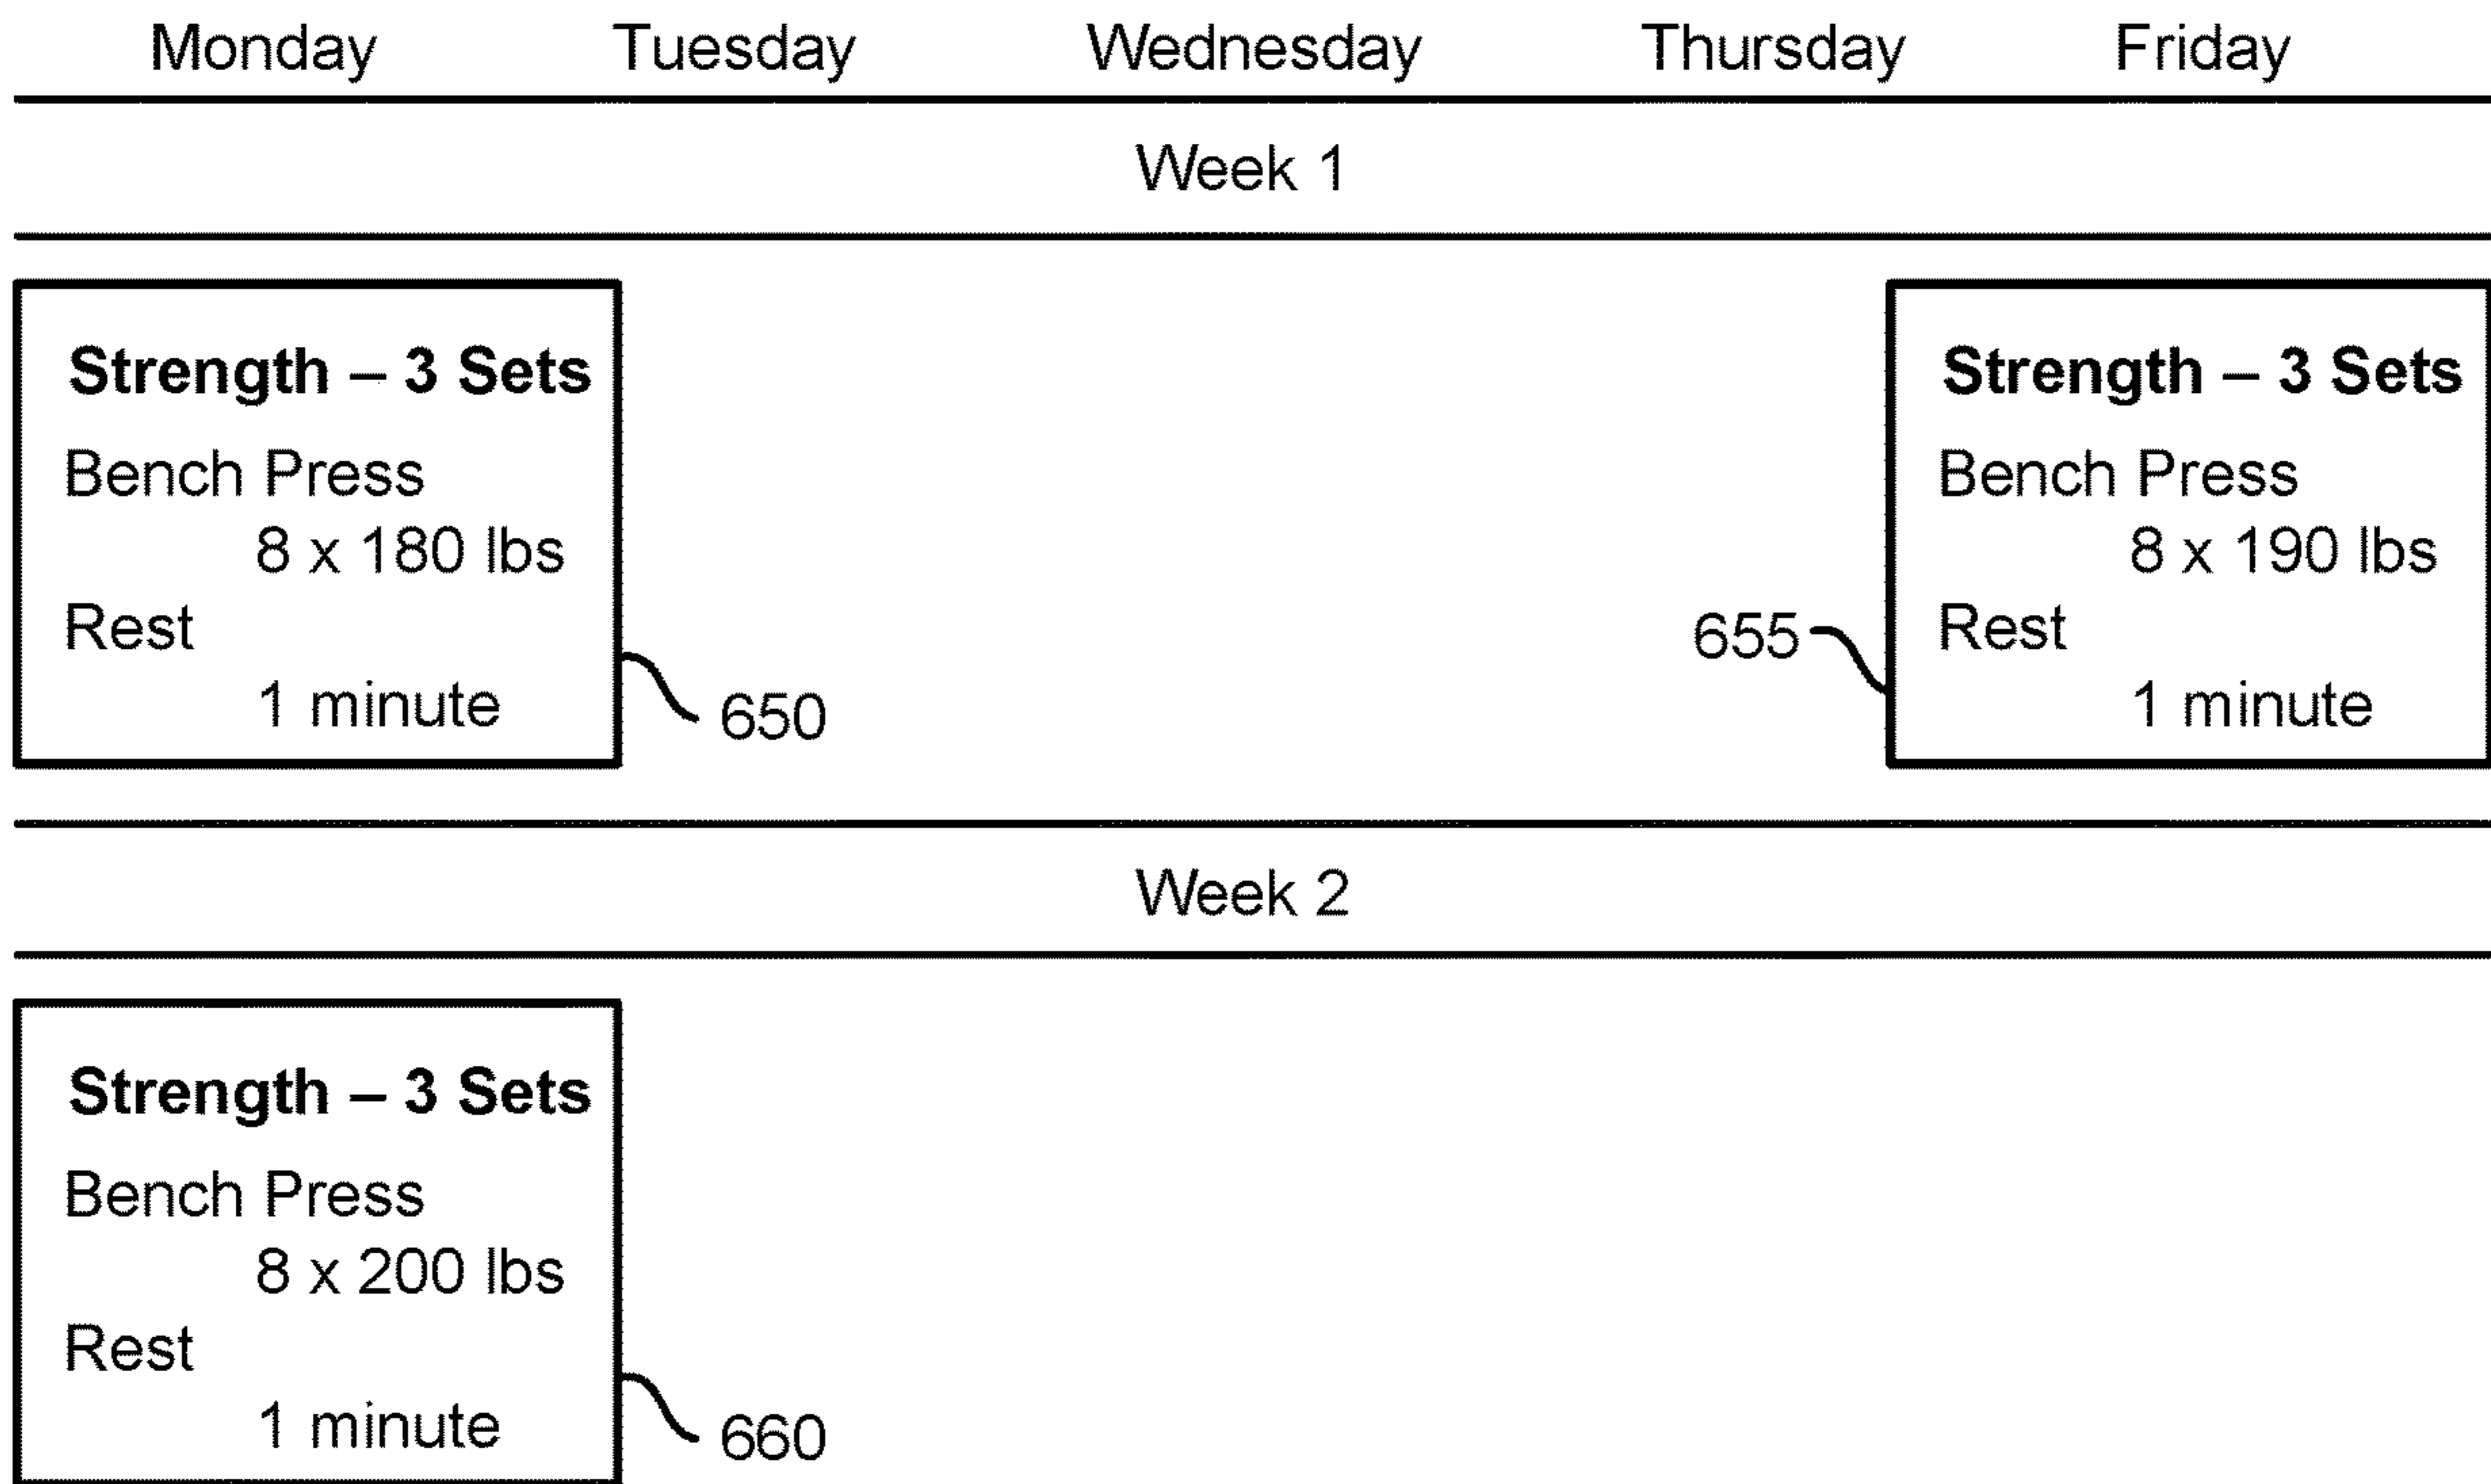 Monday Tuesday Wednesday Thursday Friday
Week 1
Strength – 3 Sets
Bench Press
8 x 180 lbs
Rest
1 minute
650
Strength – 3 Sets
Bench Press
8 x 190 lbs
Rest
1 minute
655
Week 2
Strength – 3 Sets
Bench Press
8 x 200 lbs
Rest
1 minute
660